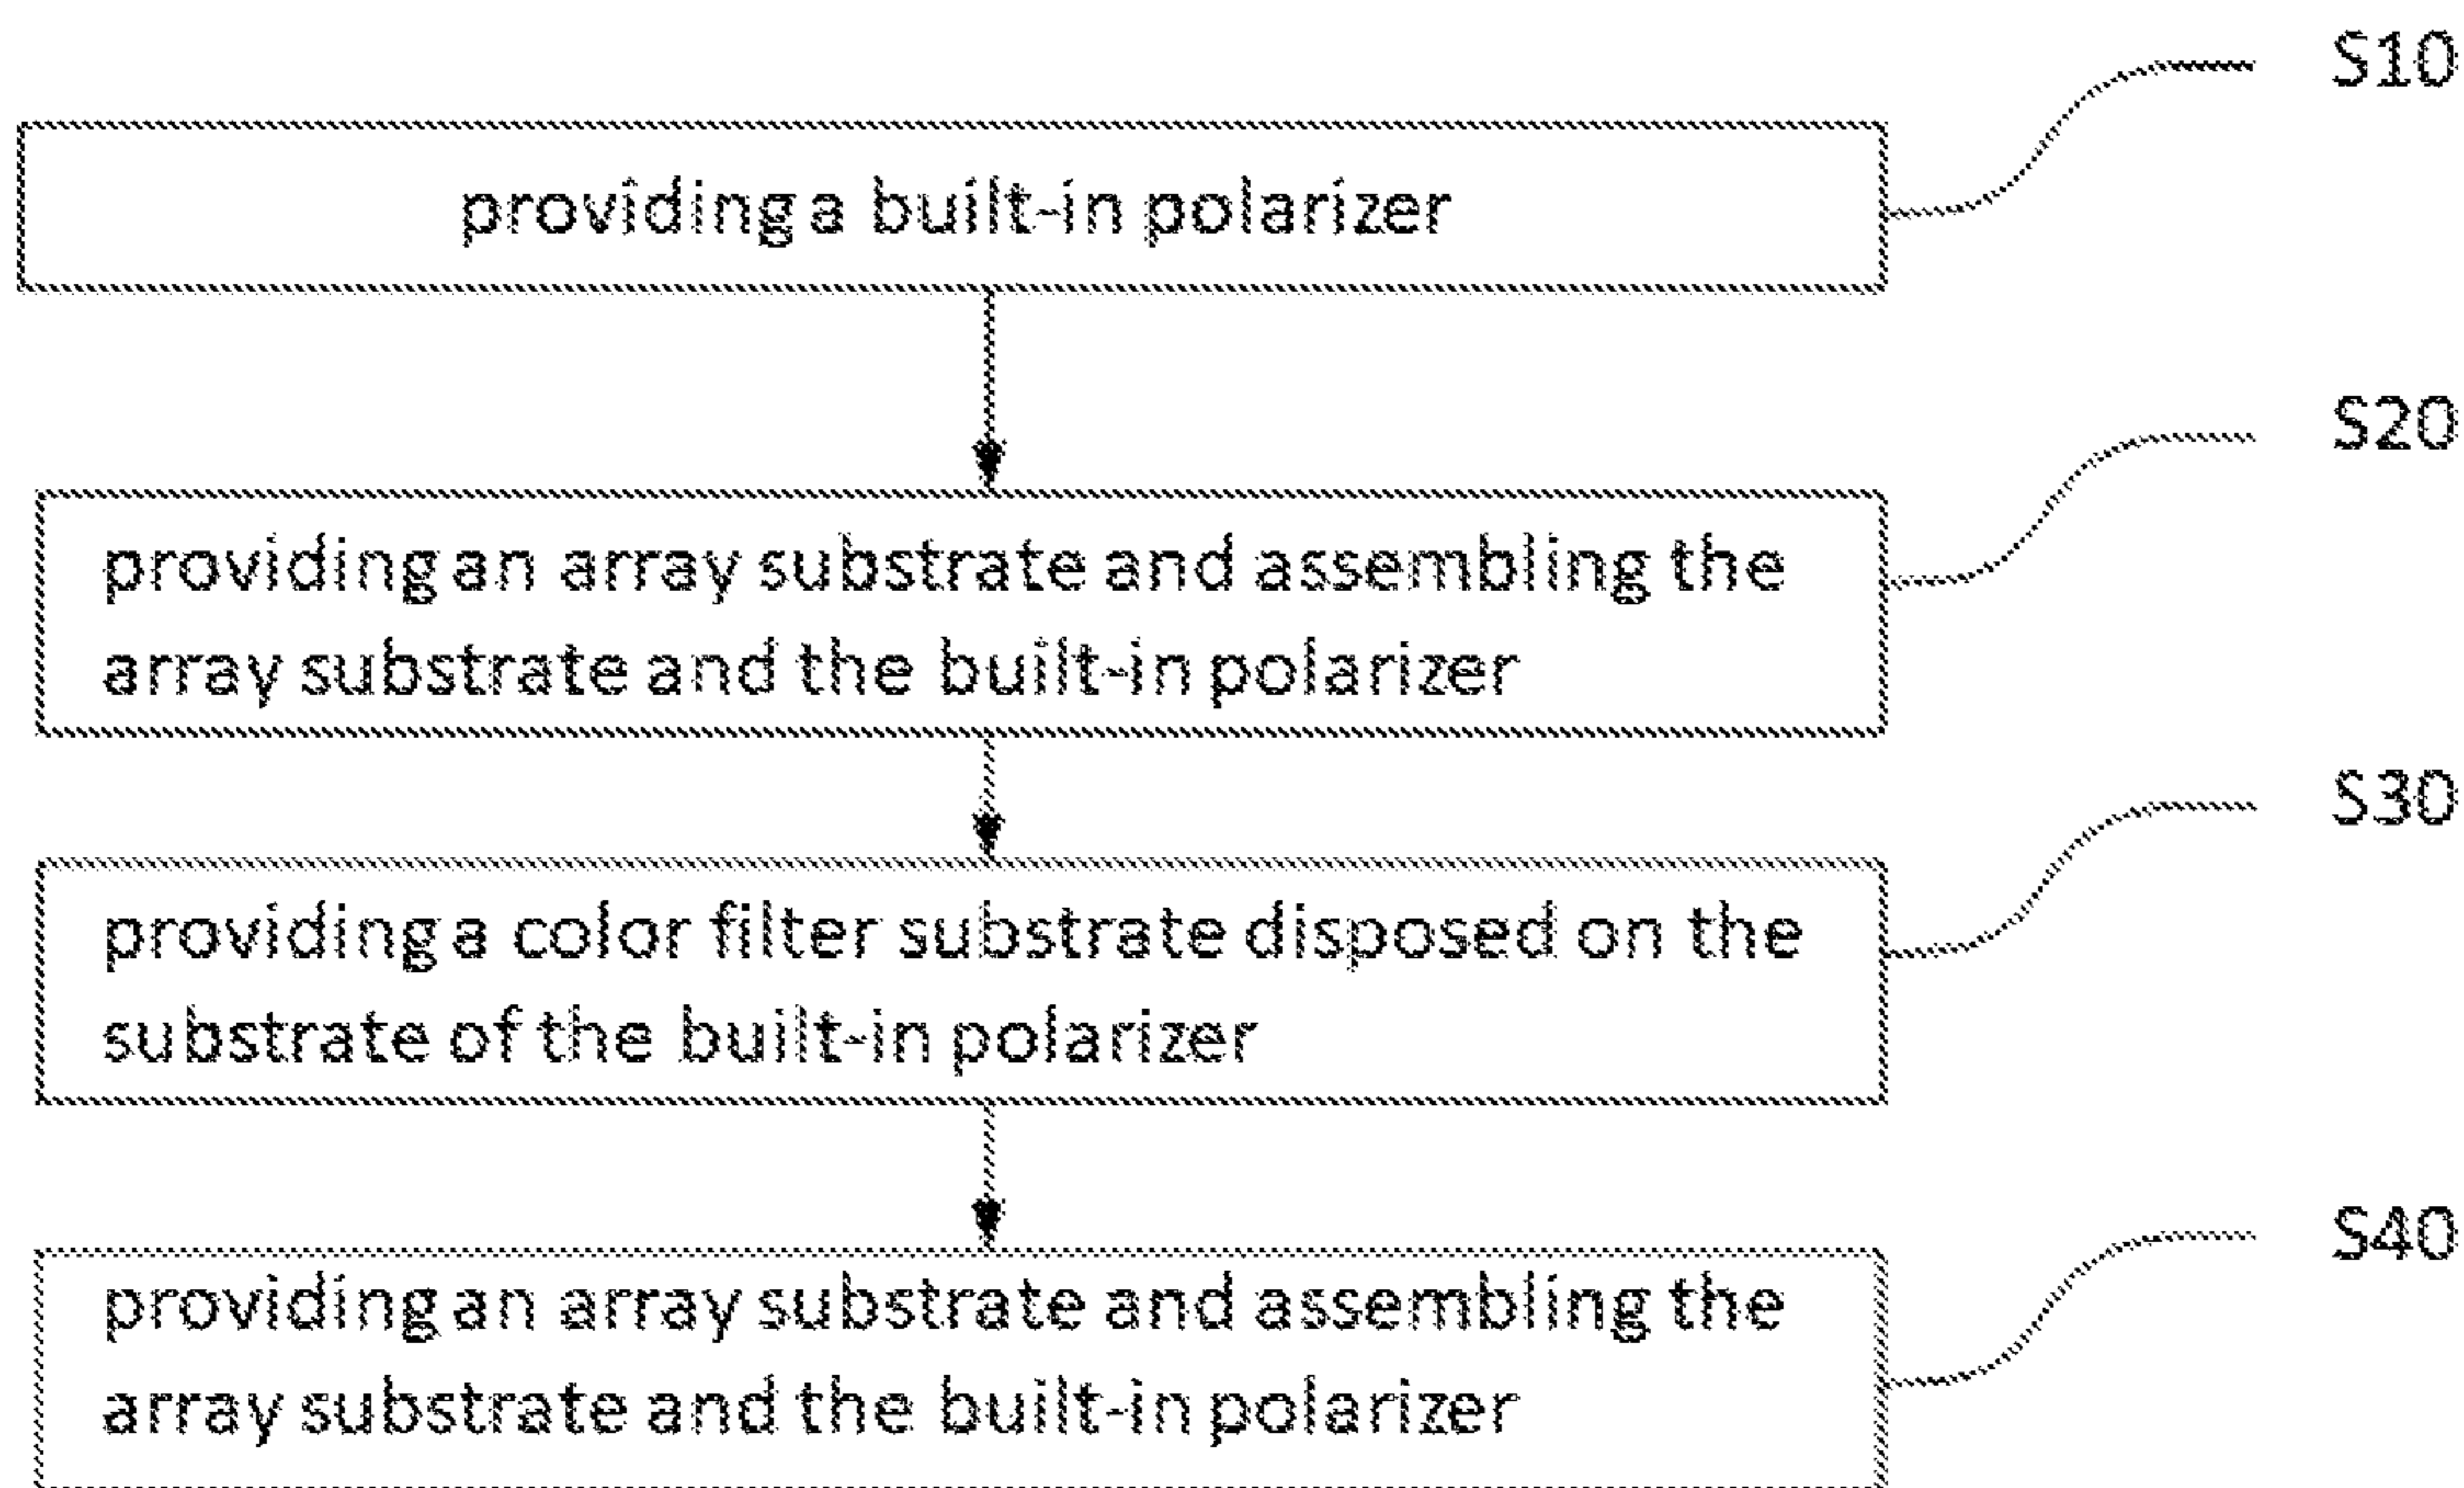 S10
providing a built-in polarizer
S20
providing an array substrate and assembling the
array substrate and the built-in polarizer
S30
providing a color filter substrate disposed on the
substrate of the built-in polarizer
S40
providing an array substrate and assembling the
array substrate and the built-in polarizer